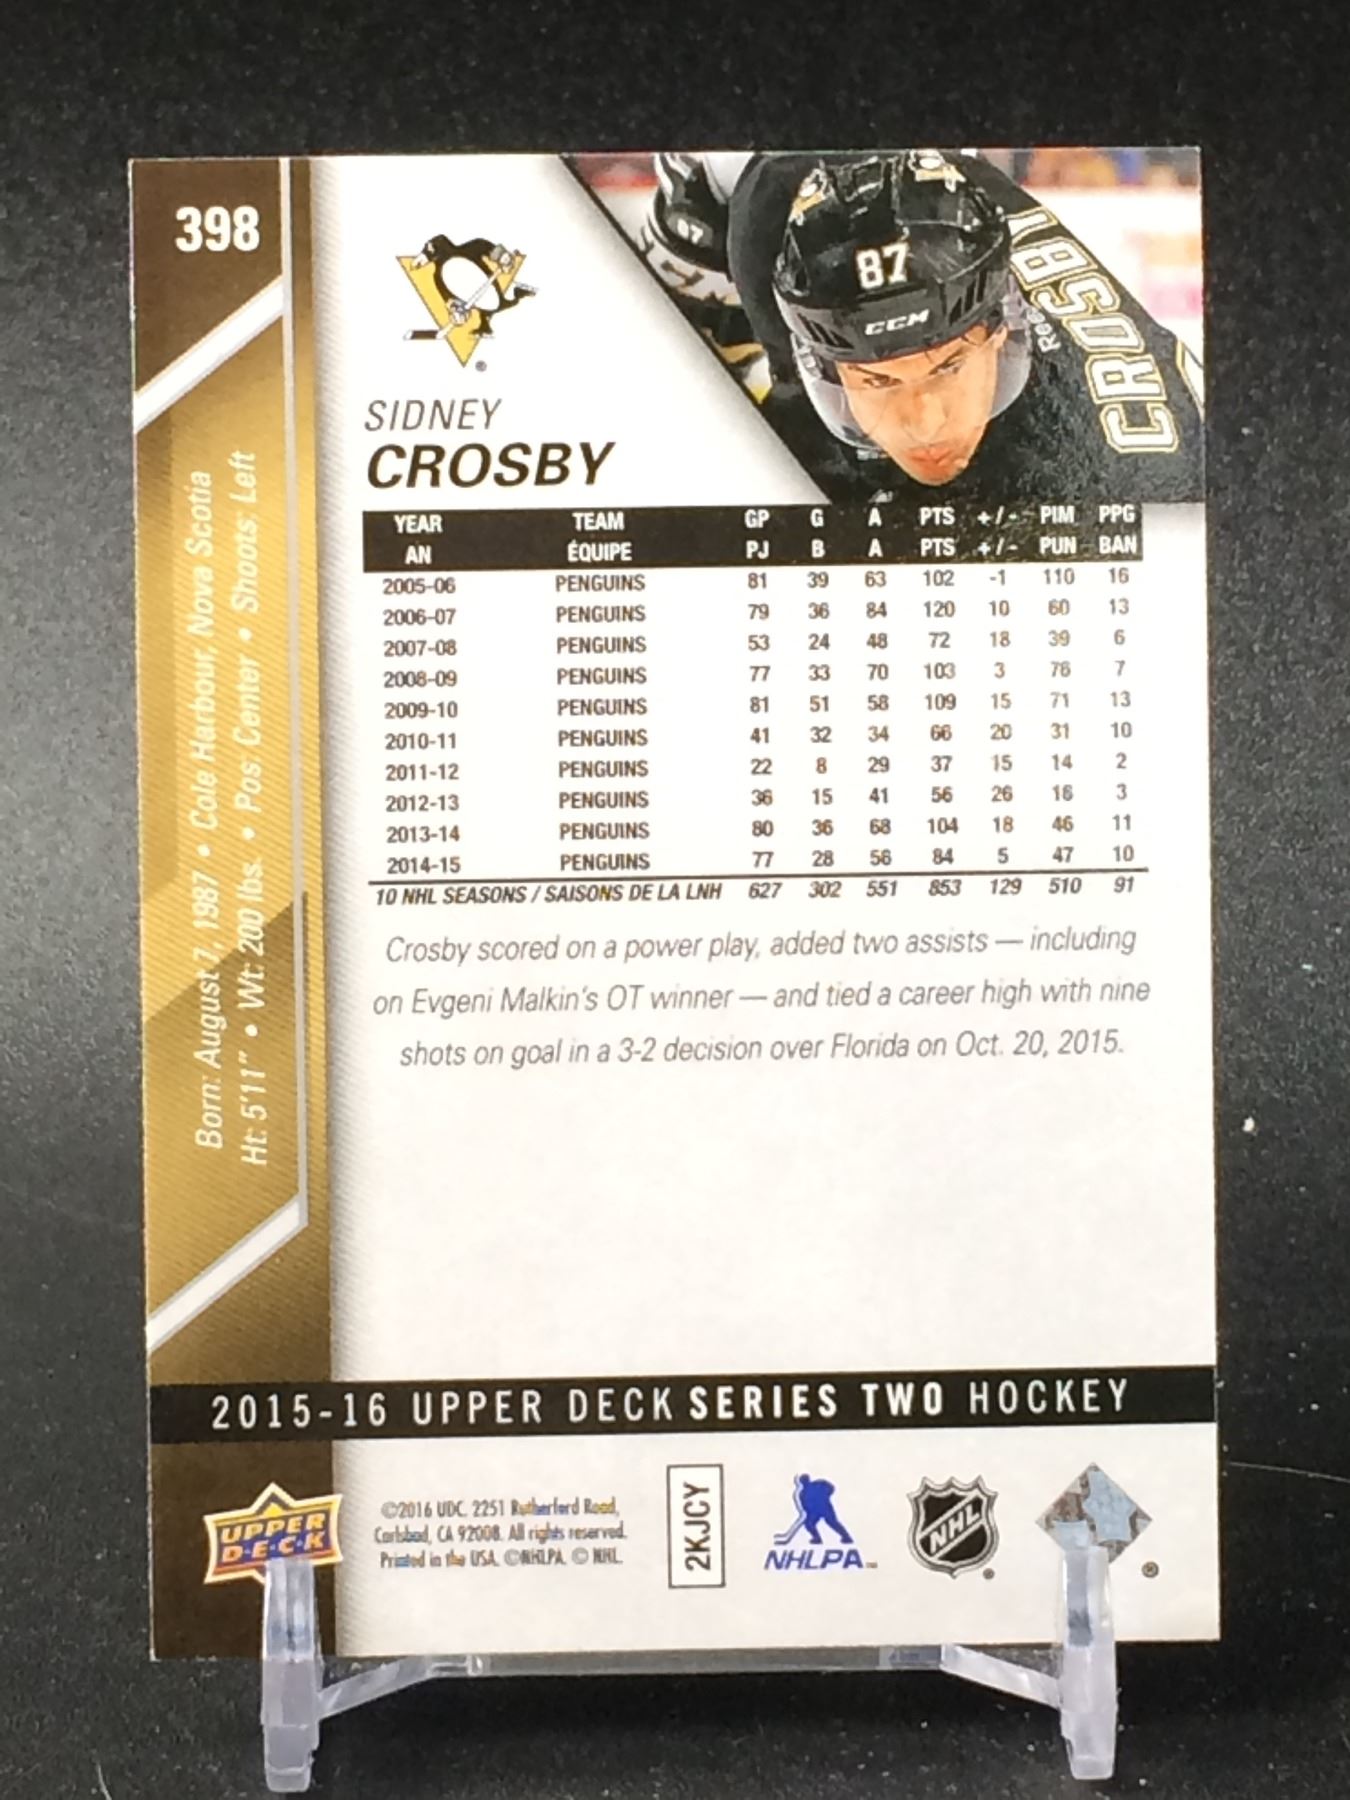 398
87
CCM
CROSBY
SIDNEY
CROSBY
YEAR TEAM GP G A PTS +/- PIM PPG
AN ÉQUIPE PJ B A PTS +/- PUN BAN
2005-06 PENGUINS 81 39 63 102 -1 110 16
2006-07 PENGUINS 79 36 84 120 10 60 13
2007-08 PENGUINS 53 24 48 72 18 39 6
2008-09 PENGUINS 77 33 70 103 3 76 7
2009-10 PENGUINS 81 51 58 109 15 71 13
2010-11 PENGUINS 41 32 34 66 20 31 10
2011-12 PENGUINS 22 8 29 37 15 14 2
2012-13 PENGUINS 36 15 41 56 26 16 3
2013-14 PENGUINS 80 36 68 104 18 46 11
2014-15 PENGUINS 77 28 56 84 5 47 10
10 NHL SEASONS / SAISONS DE LA LNH 627 302 551 853 129 510 91
Crosby scored on a power play, added two assists — including
on Evgeni Malkin's OT winner — and tied a career high with nine
shots on goal in a 3-2 decision over Florida on Oct. 20, 2015.
Born: August 7, 1987 • Cole Harbour, Nova Scotia
Ht: 5'11" • Wt: 200 lbs. • Pos: Center • Shoots: Left
2015-16 UPPER DECK SERIES TWO HOCKEY
UPPER
D•E•C•K
©2016 UDC. 2251 Rutherford Road,
Carlsbad, CA 92008. All rights reserved.
Printed in the USA. ©NHLPA. © NHL.
2KJCY
NHLPA™
NHL®
®